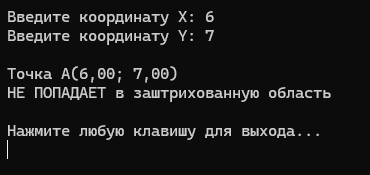 Введите координату X: 6
Введите координату Y: 7
Точка A(6,00; 7,00)
НЕ ПОПАДАЕТ в заштрихованную область
Нажмите любую клавишу для выхода...